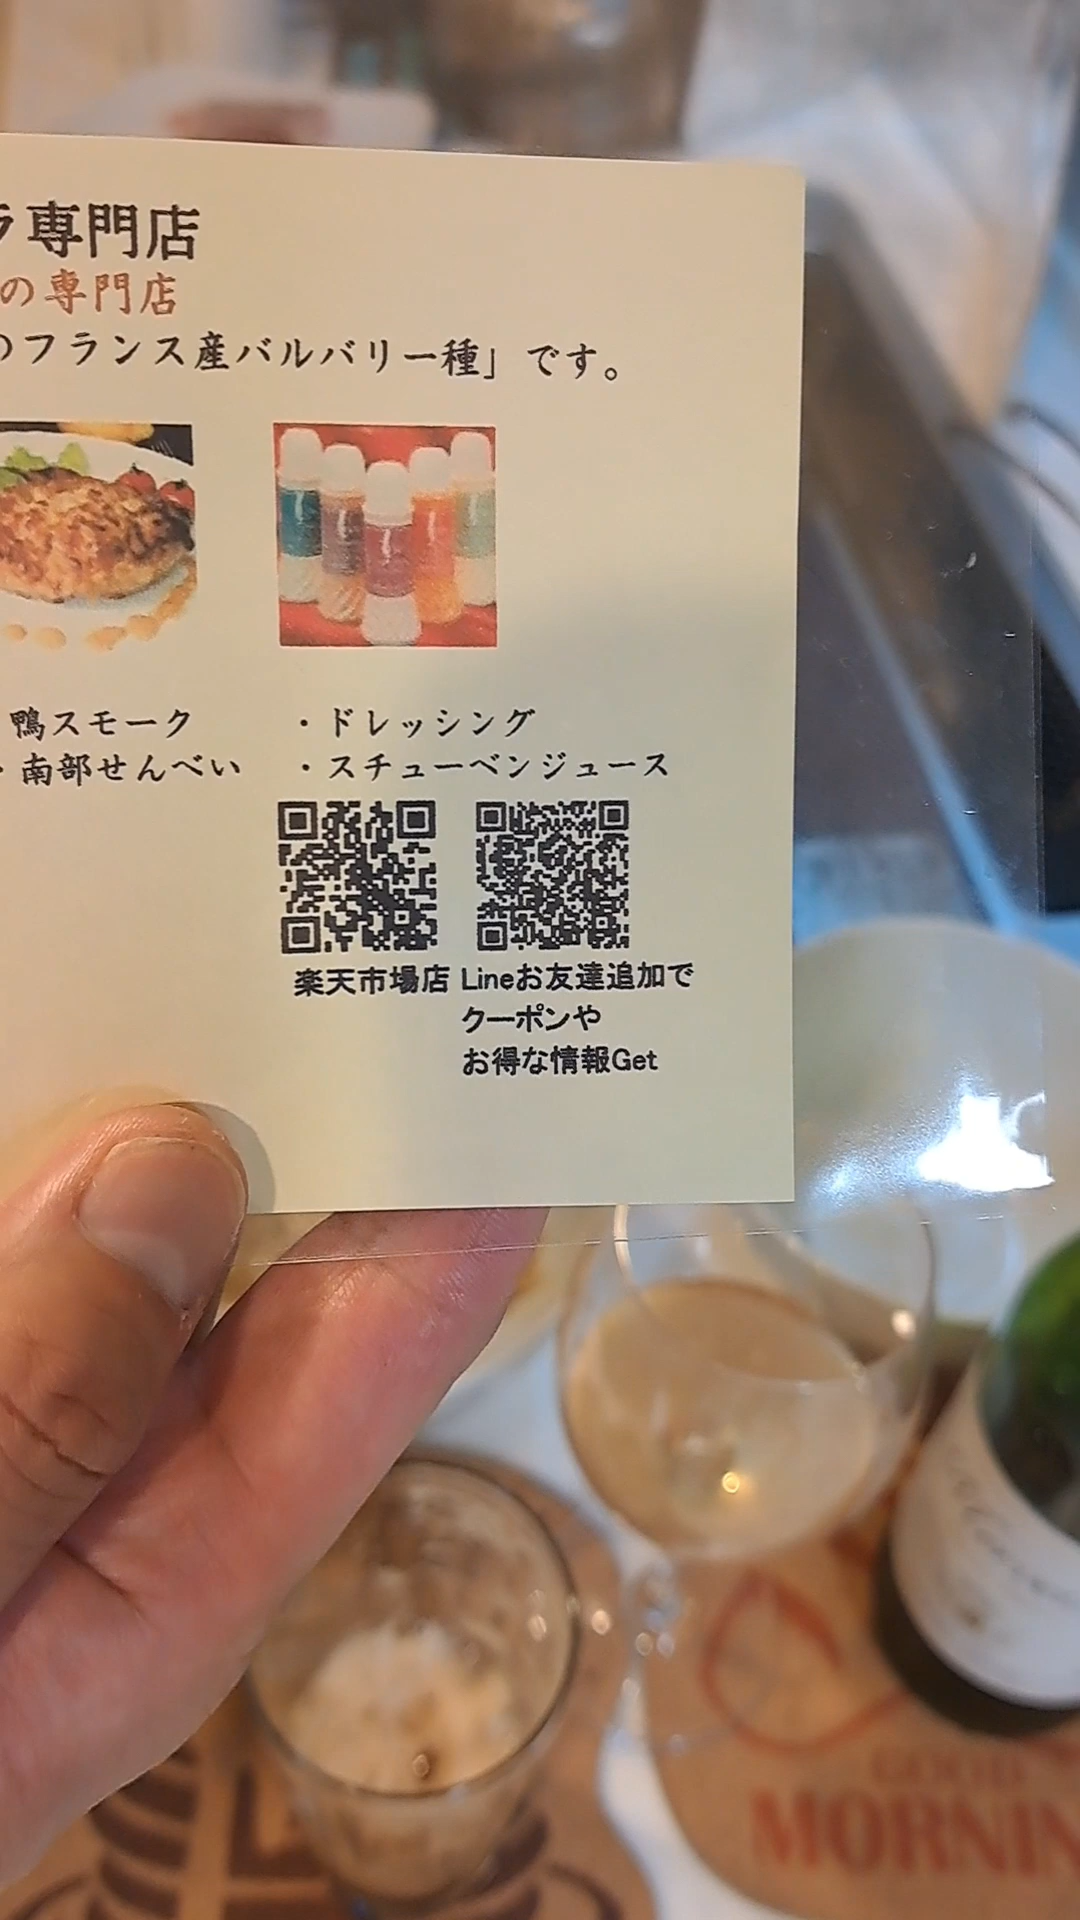 ラ専門店
の専門店
のフランス産バルバリー種」です。
鴨スモーク
・ドレッシング
・南部せんべい
・スチューベンジュース
楽天市場店
Lineお友達追加で
クーポンや
お得な情報Get
GOOD
MORNIN